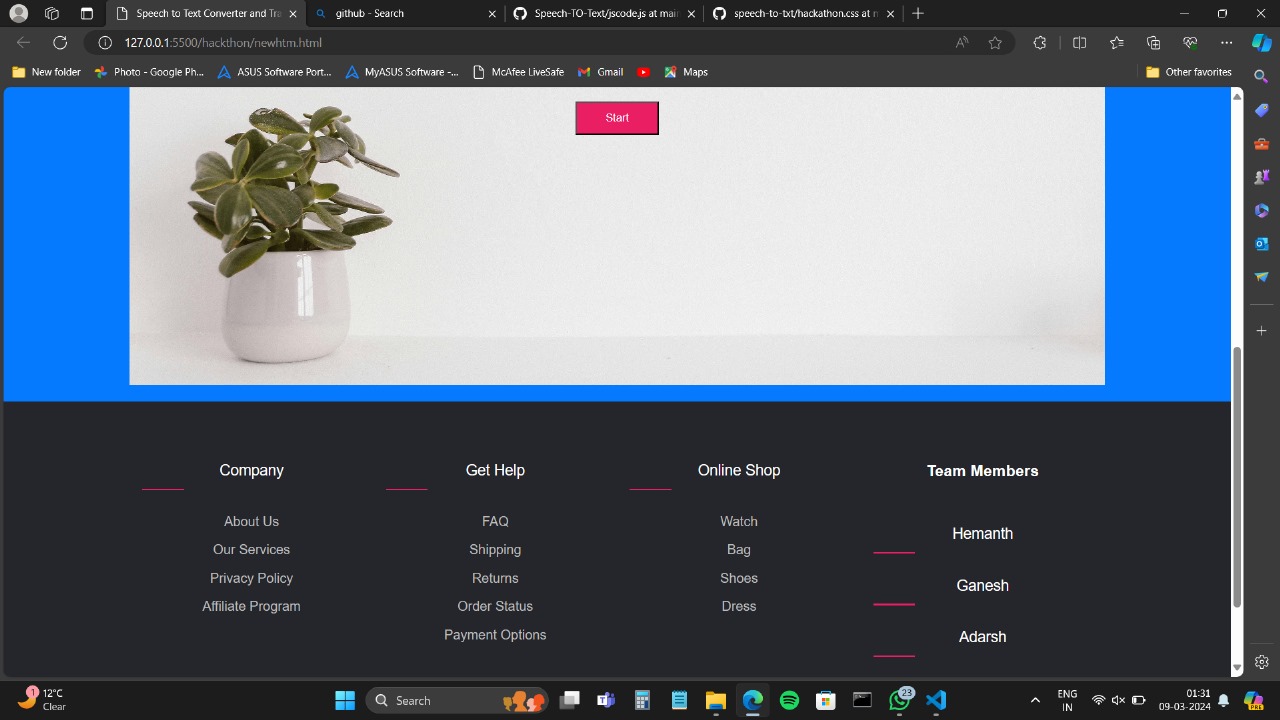 Speech to Text Converter and Tra
github - Search
Speech-TO-Text/jscode.js at main
speech-to-txt/hackathon.css at m
127.0.0.1:5500/hackthon/newhtm.html
New folder
Photo - Google Ph...
ASUS Software Port...
MyASUS Software -...
McAfee LiveSafe
Gmail
Maps
Other favorites
Start
Company
Get Help
Online Shop
Team Members
About Us
FAQ
Watch
Hemanth
Our Services
Shipping
Bag
Privacy Policy
Returns
Shoes
Ganesh
Affiliate Program
Order Status
Dress
Payment Options
Adarsh
1
12°C
Clear
Search
23
ENG
IN
01:31
09-03-2024
PRE